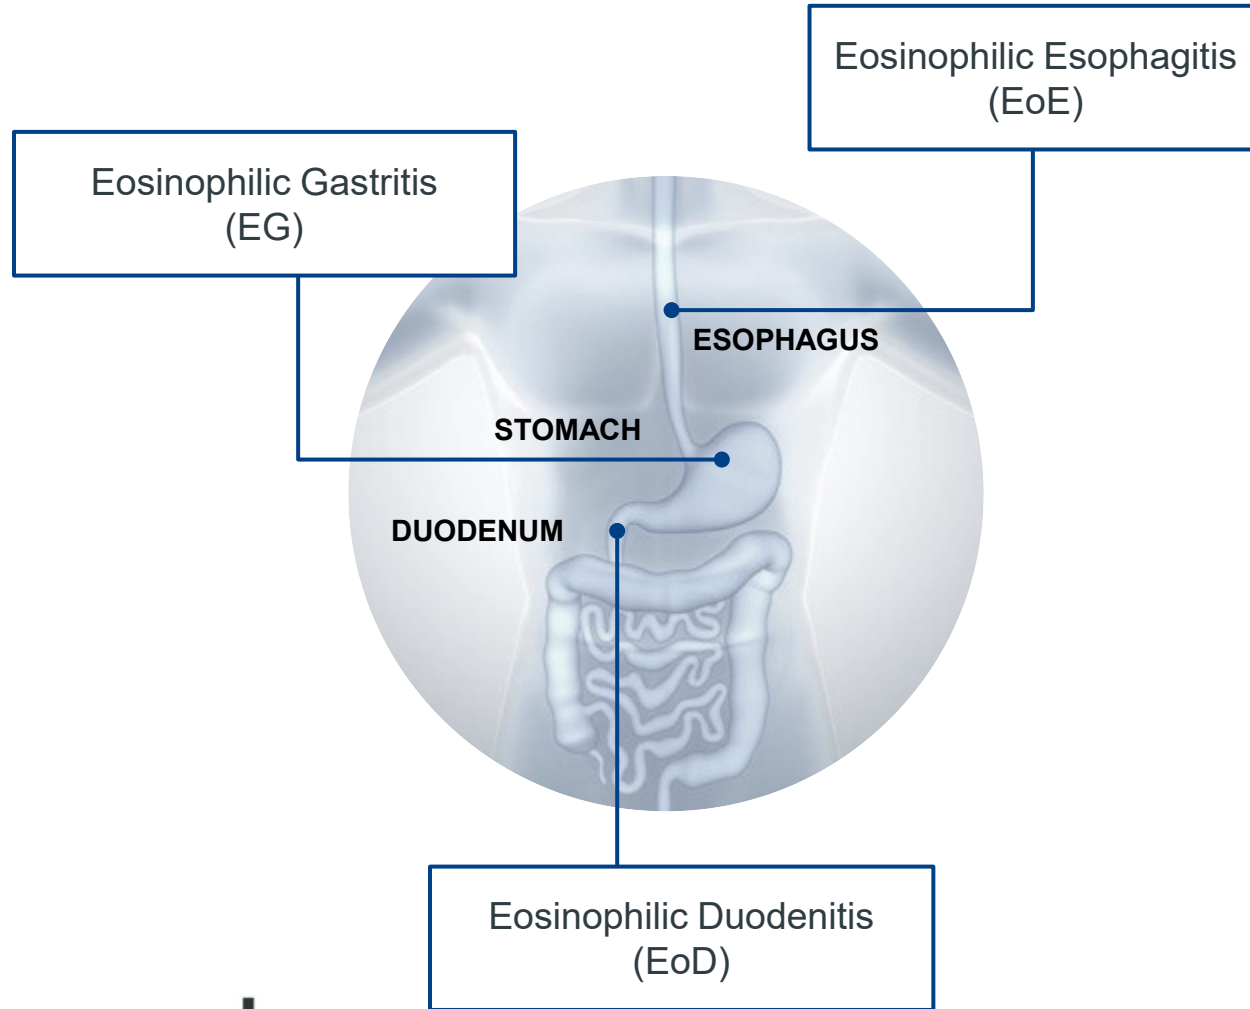 Eosinophilic Esophagitis
(EoE)
Eosinophilic Gastritis
(EG)
ESOPHAGUS
STOMACH
DUODENUM
Eosinophilic Duodenitis
(EoD)